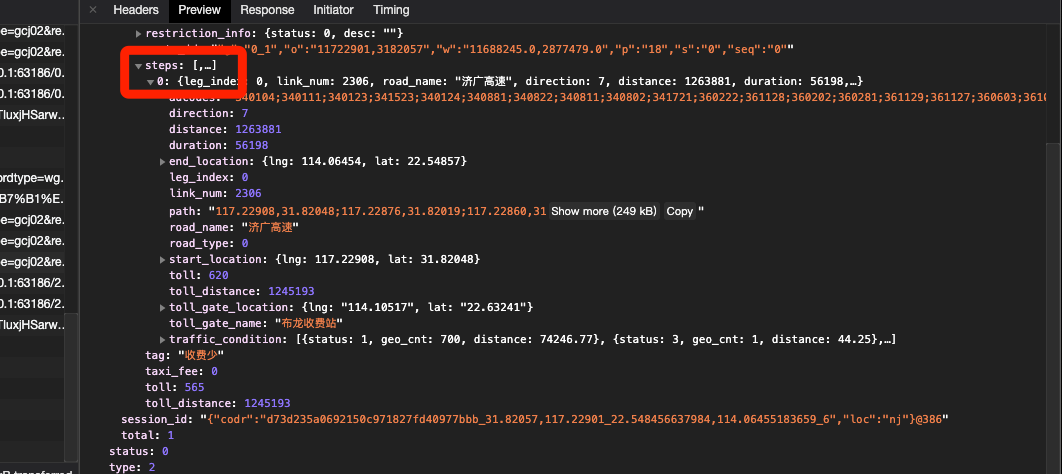 Headers Preview Response Initiator Timing
pe=gcj02&re.
restriction_info: {status: 0, desc: ""}
0.1:63186/0.
"0_1","o":"11722901,3182057","w":"11688245.0,2877479.0","p":"18","s":"0","seq":"0"
pe=gcj02&re.
steps: [,…]
0.1:63186/0.
0: {leg_index: 0, link_num: 2306, road_name: "济广高速", direction: 7, distance: 1263881, duration: 56198,…}
pe=gcj02&re.
340104;340111;340123;341523;340124;340881;340822;340811;340802;341721;360222;361128;360202;360281;361129;361127;360603;3610
TluxjHSarw...
direction: 7
distance: 1263881
duration: 56198
end_location: {lng: 114.06454, lat: 22.54857}
ordtype=wg.
leg_index: 0
B7%B1%E.
link_num: 2306
pe=gcj02&re.
path: "117.22908,31.82048;117.22876,31.82019;117.22860,31 Show more (249 kB) Copy "
road_name: "济广高速"
pe=gcj02&re.
road_type: 0
pe=gcj02&re.
start_location: {lng: 117.22908, lat: 31.82048}
0.1:63186/2.
toll: 620
toll_distance: 1245193
0.1:63186/0.
toll_gate_location: {lng: "114.10517", lat: "22.63241"}
TluxjHSarw...
toll_gate_name: "布龙收费站"
traffic_condition: [{status: 1, geo_cnt: 700, distance: 74246.77}, {status: 3, geo_cnt: 1, distance: 44.25},…]
tag: "收费少"
taxi_fee: 0
toll: 565
toll_distance: 1245193
session_id: "{"codr":"d73d235a0692150c971827fd40977bbb_31.82057,117.22901_22.548456637984,114.06455183659_6","loc":"nj"}@386"
total: 1
status: 0
type: 2